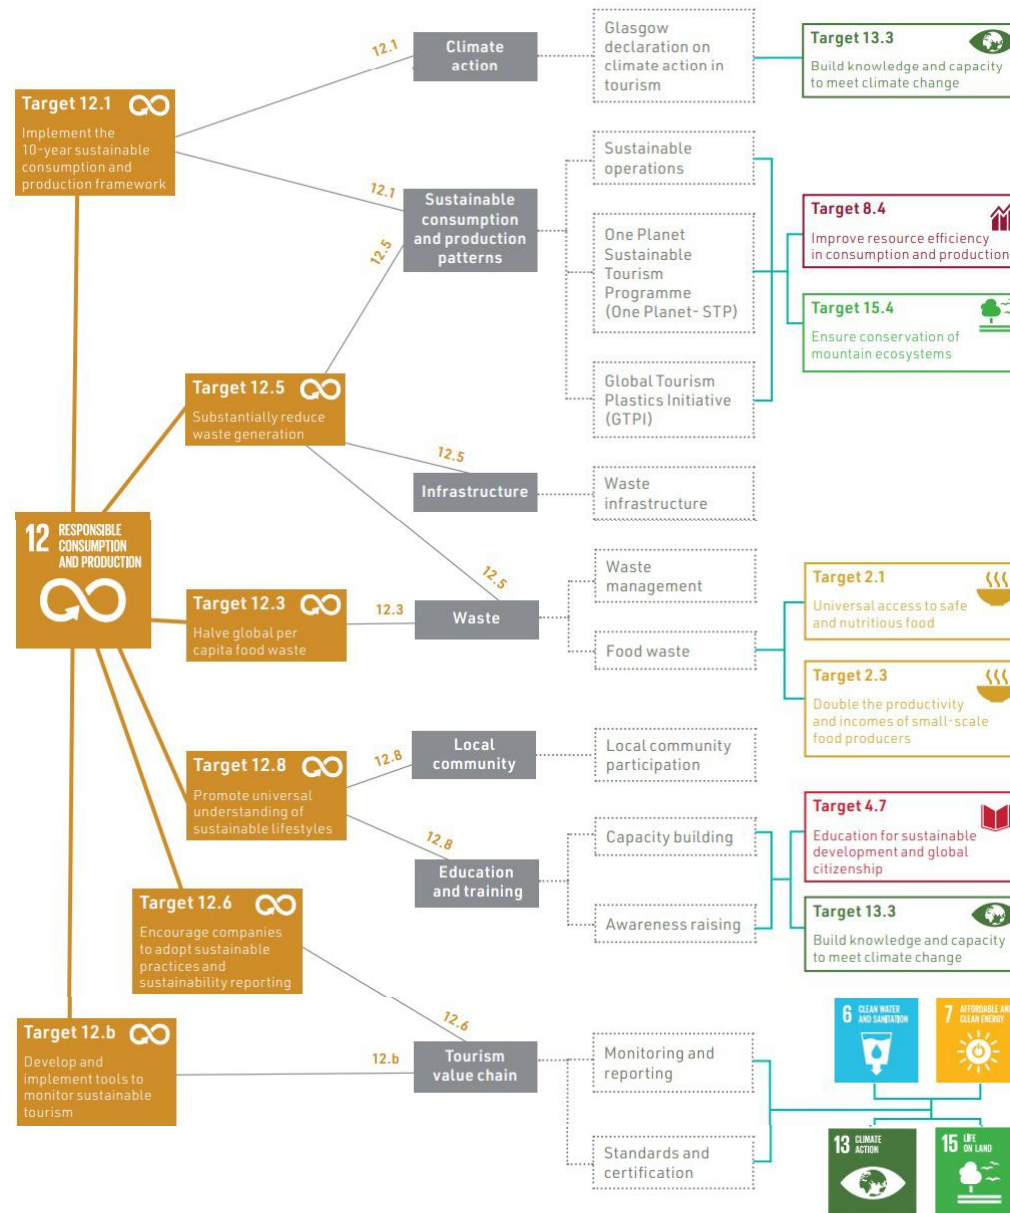 12.1
Climate
action
Glasgow
declaration on
climate action in
tourism
Target 13.3
Build knowledge and capacity
to meet climate change
Target 12.1
Implement the
10-year sustainable
consumption and
production framework
12.1
Sustainable
consumption
and production
patterns
12.5
Sustainable
operations
One Planet
Sustainable
Tourism
Programme
(One Planet- STP)
Global Tourism
Plastics Initiative
(GTPI)
Target 8.4
Improve resource efficiency
in consumption and production
Target 15.4
Ensure conservation of
mountain ecosystems
Target 12.5
Substantially reduce
waste generation
12.5
Infrastructure
Waste
infrastructure
12 RESPONSIBLE
CONSUMPTION
AND PRODUCTION
12.5
Target 12.3
Halve global per
capita food waste
12.3
Waste
Waste
management
Food waste
Target 2.1
Universal access to safe
and nutritious food
Target 2.3
Double the productivity
and incomes of small-scale
food producers
Target 12.8
Promote universal
understanding of
sustainable lifestyles
12.8
Local
community
Local community
participation
12.8
Education
and training
Capacity building
Awareness raising
Target 4.7
Education for sustainable
development and global
citizenship
Target 13.3
Build knowledge and capacity
to meet climate change
Target 12.6
Encourage companies
to adopt sustainable
practices and
sustainability reporting
12.6
Target 12.b
Develop and
implement tools to
monitor sustainable
tourism
12.b
Tourism
value chain
Monitoring and
reporting
Standards and
certification
6 CLEAN WATER
AND SANITATION
7 AFFORDABLE AND
CLEAN ENERGY
13 CLIMATE
ACTION
15 LIFE
ON LAND